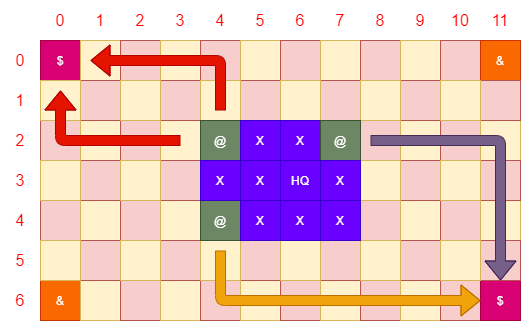 0 1 2 3 4 5 6 7 8 9 10 11
0 $ &
1
2 @ X X @
3 X X HQ X
4 @ X X X
5
6 & $